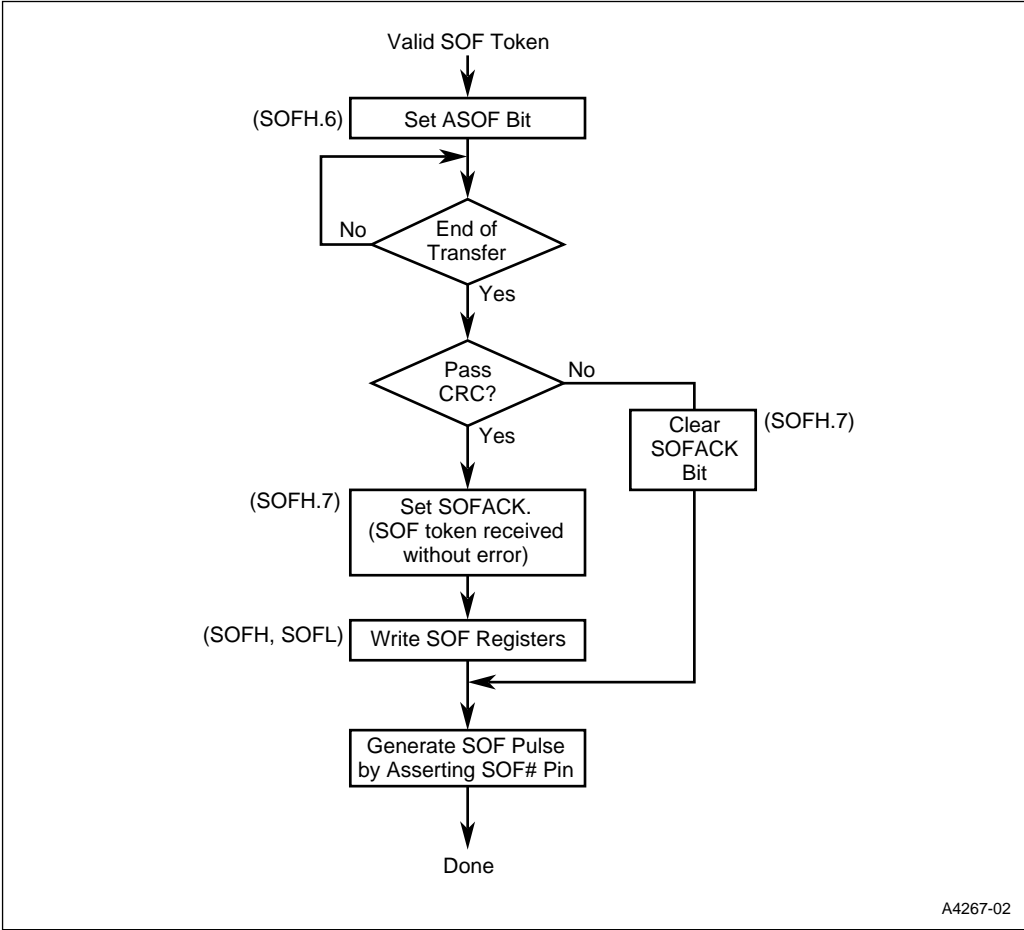 Valid SOF Token
(SOFH.6)
Set ASOF Bit
No
End of
Transfer
Yes
Pass
CRC?
No
Yes
Clear
SOFACK
Bit
(SOFH.7)
(SOFH.7)
Set SOFACK.
(SOF token received
without error)
(SOFH, SOFL)
Write SOF Registers
Generate SOF Pulse
by Asserting SOF# Pin
Done
A4267-02